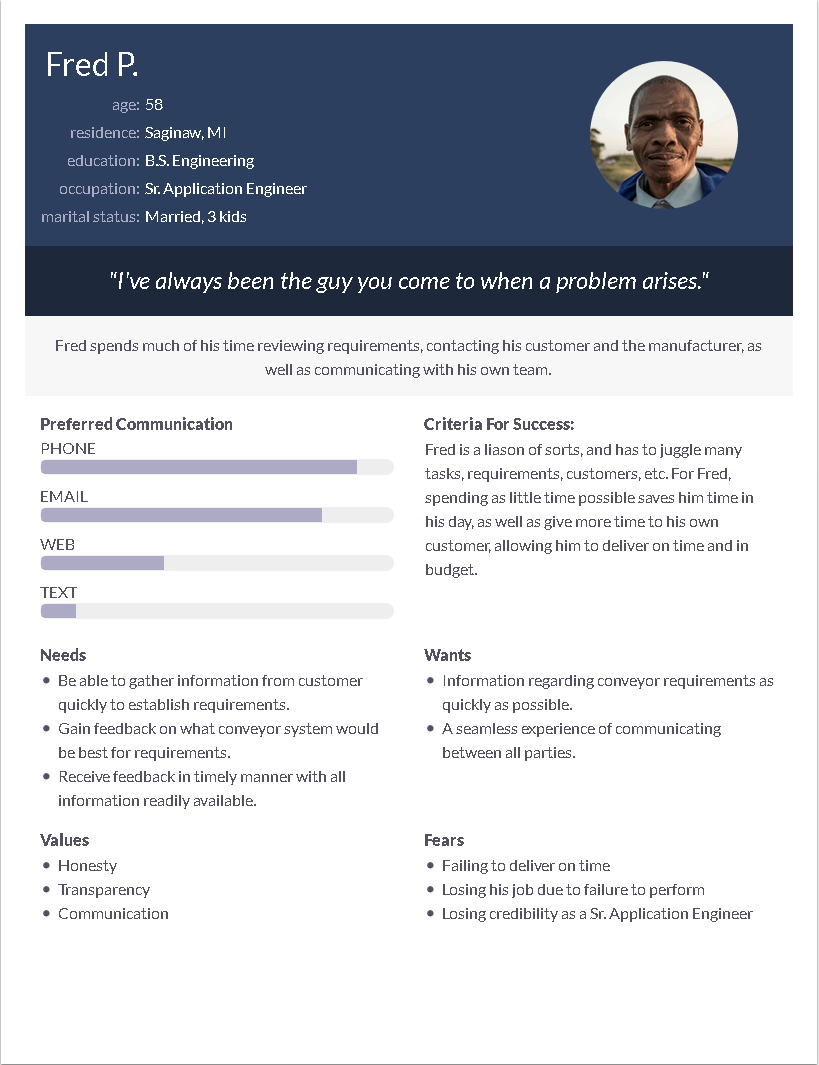 Fred P.
age: 58
residence: Saginaw, MI
education: B.S. Engineering
occupation: Sr. Application Engineer
marital status: Married, 3 kids
"I've always been the guy you come to when a problem arises."
Fred spends much of his time reviewing requirements, contacting his customer and the manufacturer, as
well as communicating with his own team.
Preferred Communication
PHONE
EMAIL
WEB
TEXT
Criteria For Success:
Fred is a liason of sorts, and has to juggle many
tasks, requirements, customers, etc. For Fred,
spending as little time possible saves him time in
his day, as well as give more time to his own
customer, allowing him to deliver on time and in
budget.
Needs
• Be able to gather information from customer
quickly to establish requirements.
• Gain feedback on what conveyor system would
be best for requirements.
• Receive feedback in timely manner with all
information readily available.
Wants
• Information regarding conveyor requirements as
quickly as possible.
• A seamless experience of communicating
between all parties.
Values
• Honesty
• Transparency
• Communication
Fears
• Failing to deliver on time
• Losing his job due to failure to perform
• Losing credibility as a Sr. Application Engineer